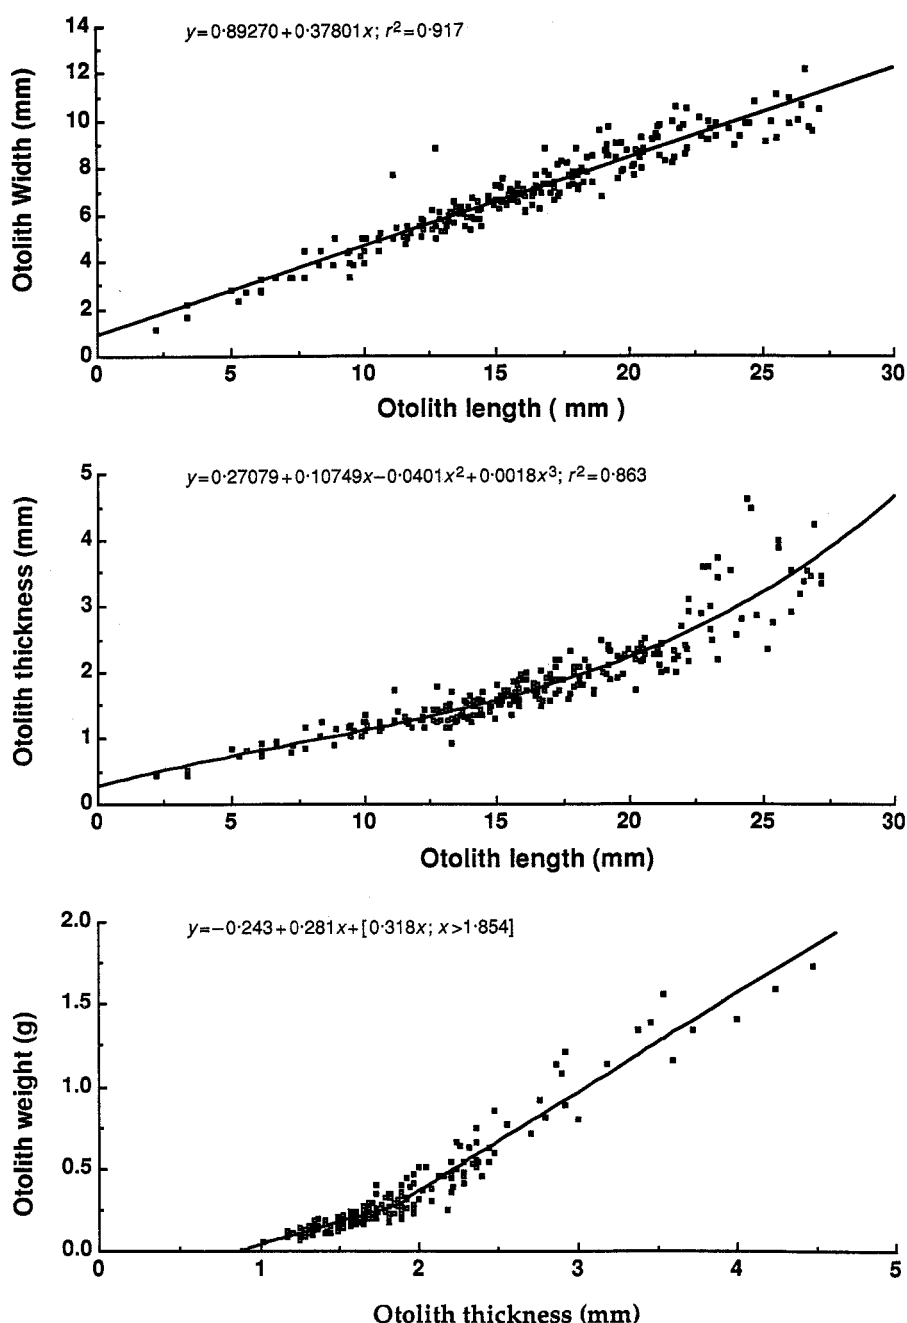 y=0·89270+0·37801x; r²=0·917
14
12
10
8
6
4
2
0
Otolith Width (mm)
0 5 10 15 20 25 30
Otolith length ( mm )
y=0·27079+0·10749x−0·0401x²+0·0018x³; r²=0·863
5
4
3
2
1
0
Otolith thickness (mm)
0 5 10 15 20 25 30
Otolith length (mm)
y=−0·243+0·281x+[0·318x; x>1·854]
2.0
1.5
1.0
0.5
0.0
Otolith weight (g)
0 1 2 3 4 5
Otolith thickness (mm)